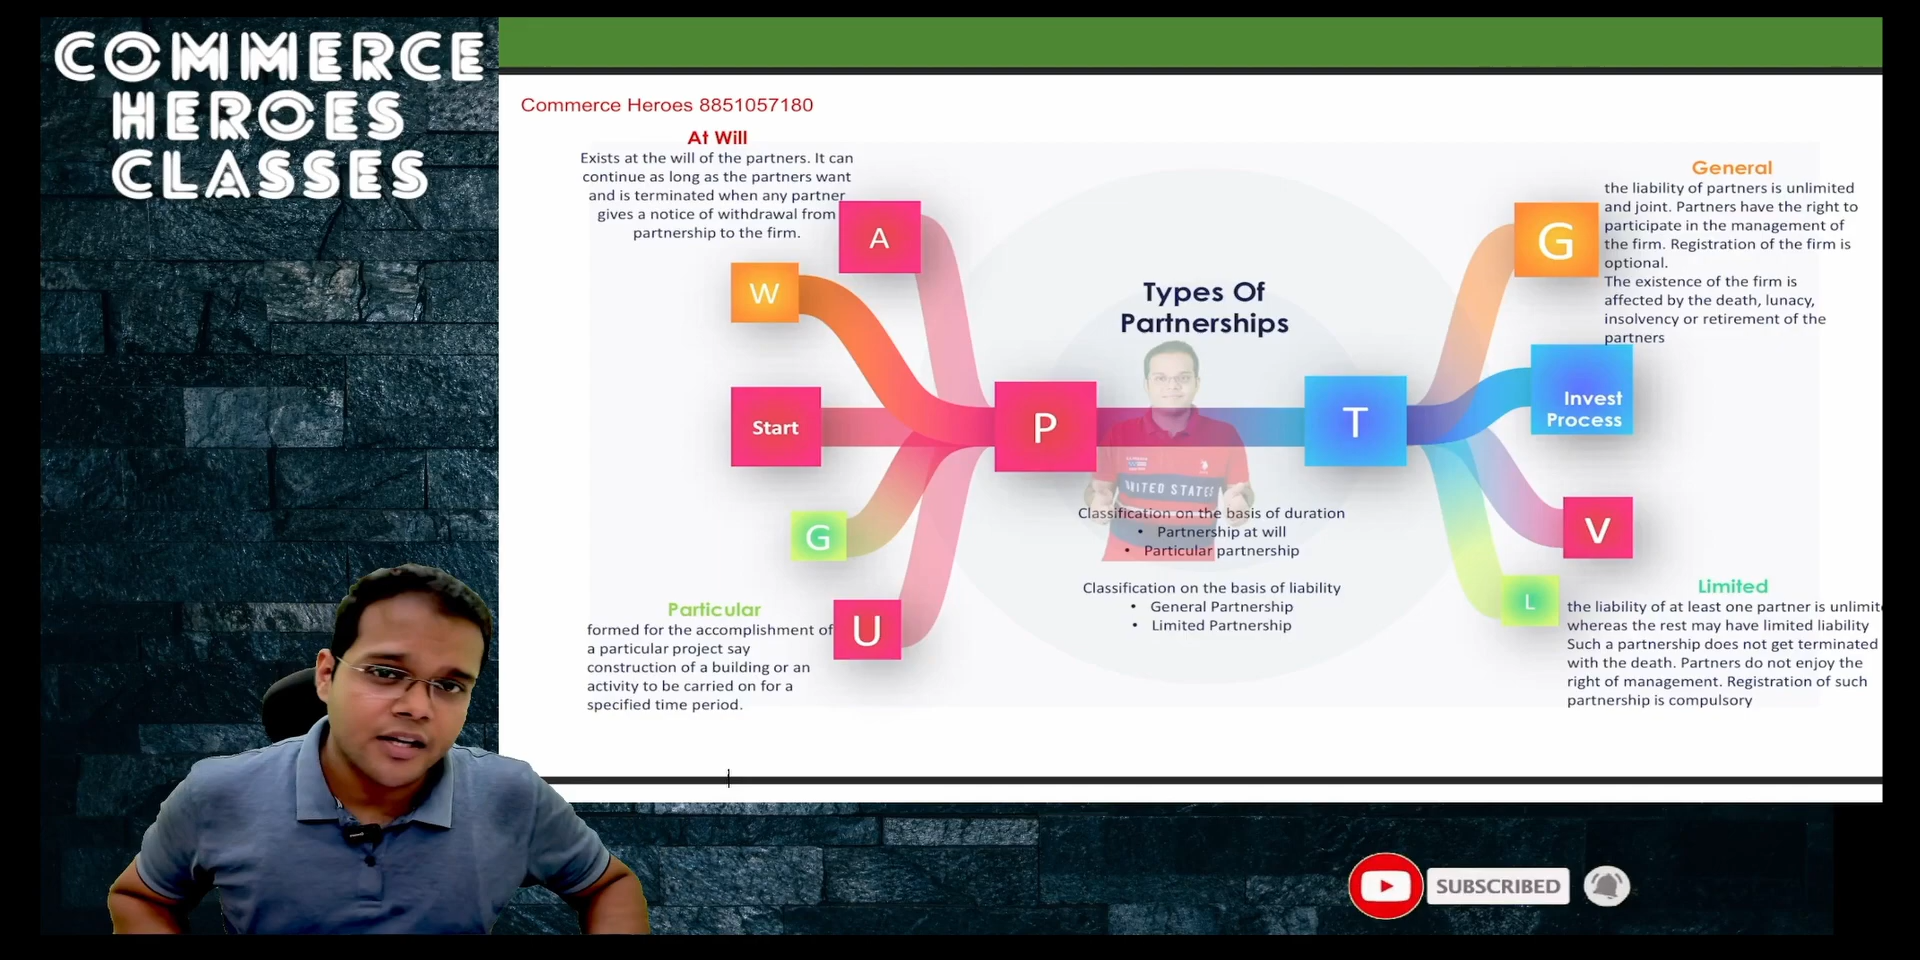 COMMERCE
HEROES
CLASSES
Commerce Heroes 8851057180
At Will
Exists at the will of the partners. It can
continue as long as the partners want
and is terminated when any partner
gives a notice of withdrawal from
partnership to the firm.
A
W
Start
G
U
Particular
formed for the accomplishment of
a particular project say
construction of a building or an
activity to be carried on for a
specified time period.
P
Types Of
Partnerships
UNITED STATES
Classification on the basis of duration
• Partnership at will
• Particular partnership
Classification on the basis of liability
• General Partnership
• Limited Partnership
T
G
General
the liability of partners is unlimited
and joint. Partners have the right to
participate in the management of
the firm. Registration of the firm is
optional.
The existence of the firm is
affected by the death, lunacy,
insolvency or retirement of the
partners
Invest
Process
V
L
Limited
the liability of at least one partner is unlimite
whereas the rest may have limited liability
Such a partnership does not get terminated
with the death. Partners do not enjoy the
right of management. Registration of such
partnership is compulsory
SUBSCRIBED